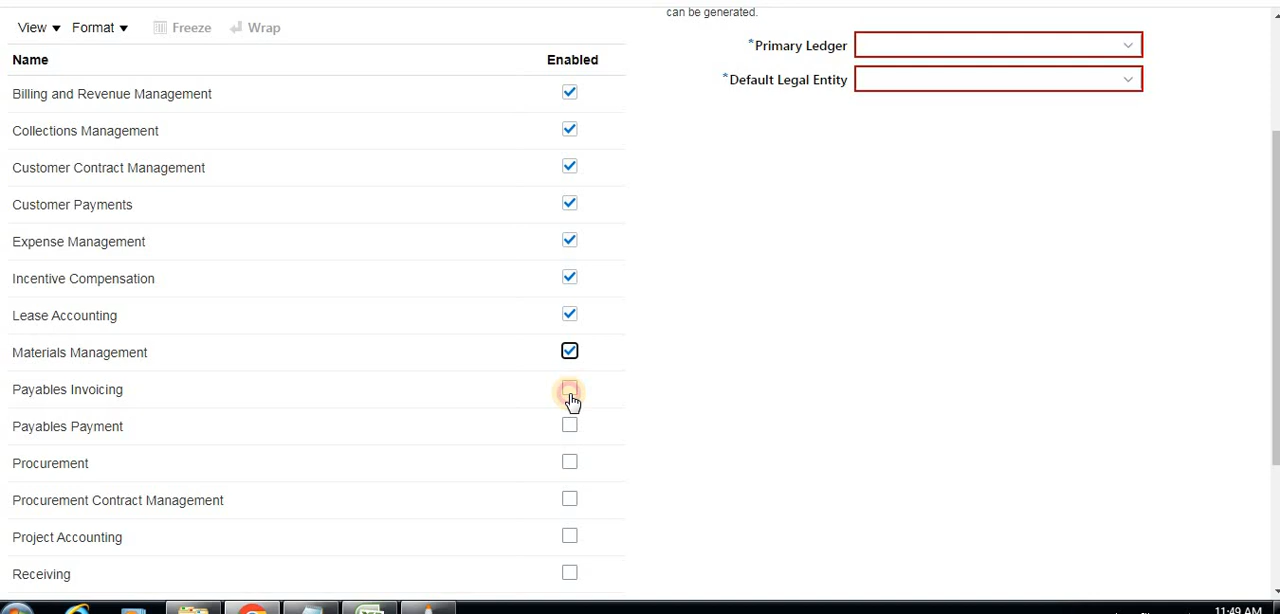 can be generated.
View Format Freeze Wrap
*Primary Ledger
Name Enabled
*Default Legal Entity
Billing and Revenue Management
Collections Management
Customer Contract Management
Customer Payments
Expense Management
Incentive Compensation
Lease Accounting
Materials Management
Payables Invoicing
Payables Payment
Procurement
Procurement Contract Management
Project Accounting
Receiving
11:49 AM